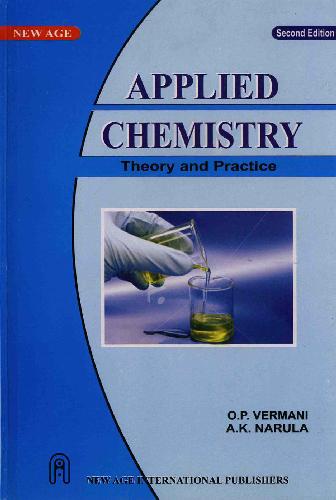 NEW AGE
Second Edition
APPLIED
CHEMISTRY
Theory and Practice
O.P. VERMANI
A.K. NARULA
NEW AGE INTERNATIONAL PUBLISHERS